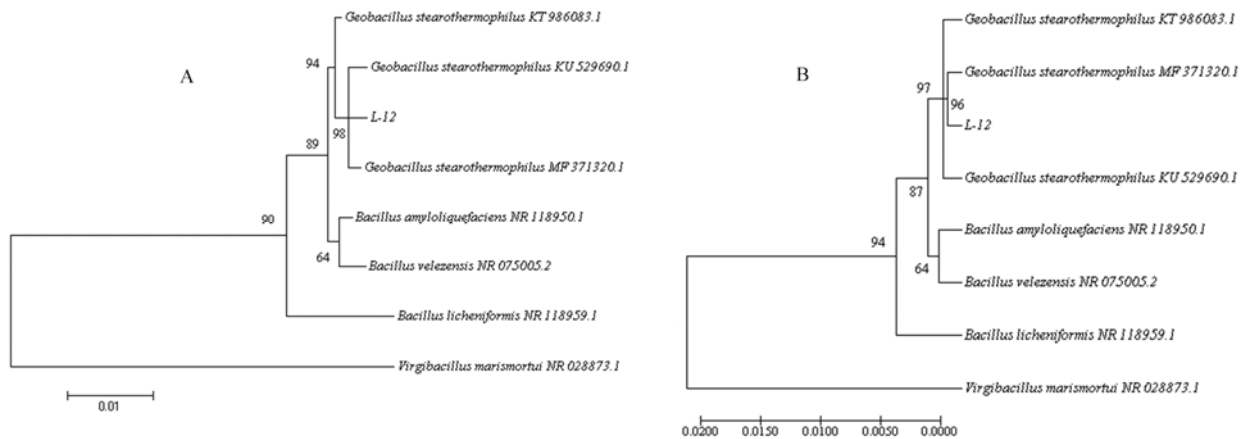 A
Geobacillus stearothermophilus KT 986083.1
94
Geobacillus stearothermophilus KU 529690.1
L-12
98
89
Geobacillus stearothermophilus MF 371320.1
90
Bacillus amyloliquefaciens NR 118950.1
64
Bacillus velezensis NR 075005.2
Bacillus licheniformis NR 118959.1
Virgibacillus marismortui NR 028873.1
0.01
B
Geobacillus stearothermophilus KT 986083.1
Geobacillus stearothermophilus MF 371320.1
97
96
L-12
Geobacillus stearothermophilus KU 529690.1
87
Bacillus amyloliquefaciens NR 118950.1
94
64
Bacillus velezensis NR 075005.2
Bacillus licheniformis NR 118959.1
Virgibacillus marismortui NR 028873.1
0.0200 0.0150 0.0100 0.0050 0.0000